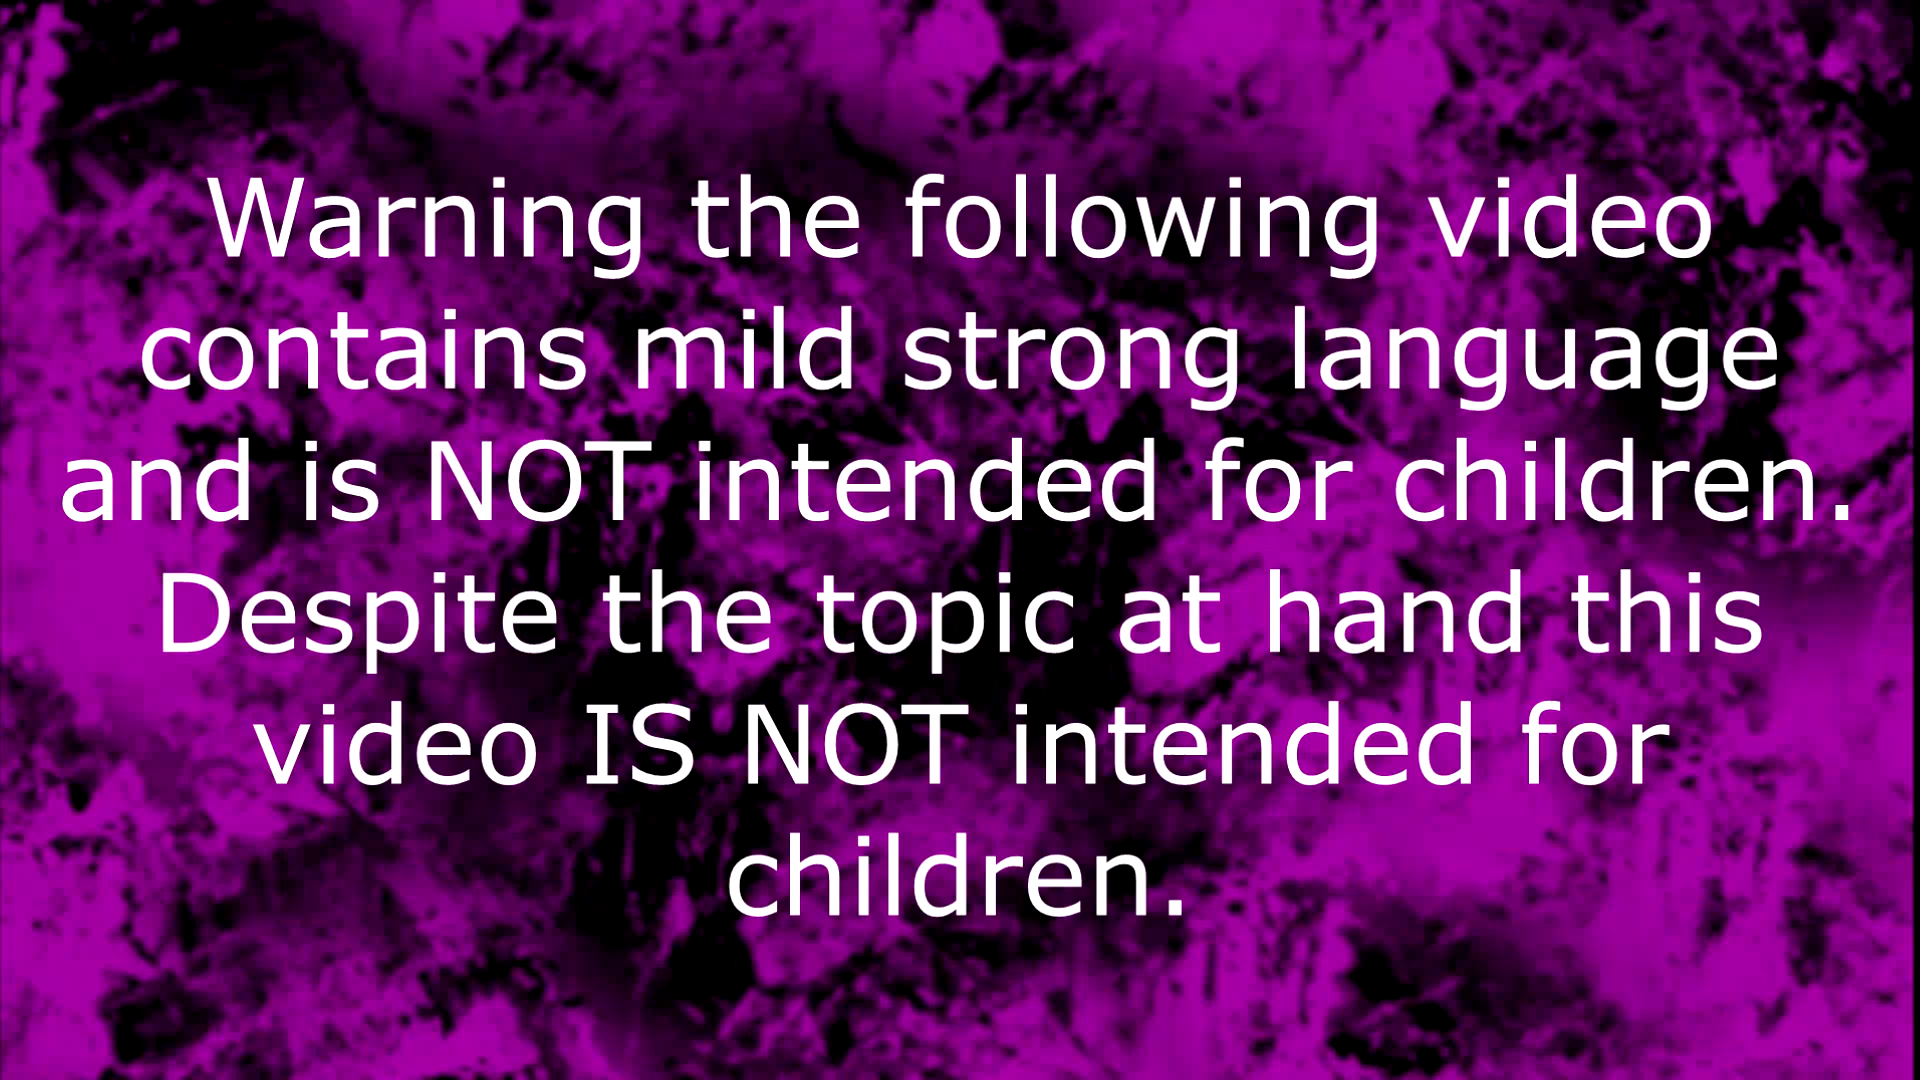 Warning the following video
contains mild strong language
and is NOT intended for children.
Despite the topic at hand this
video IS NOT intended for
children.